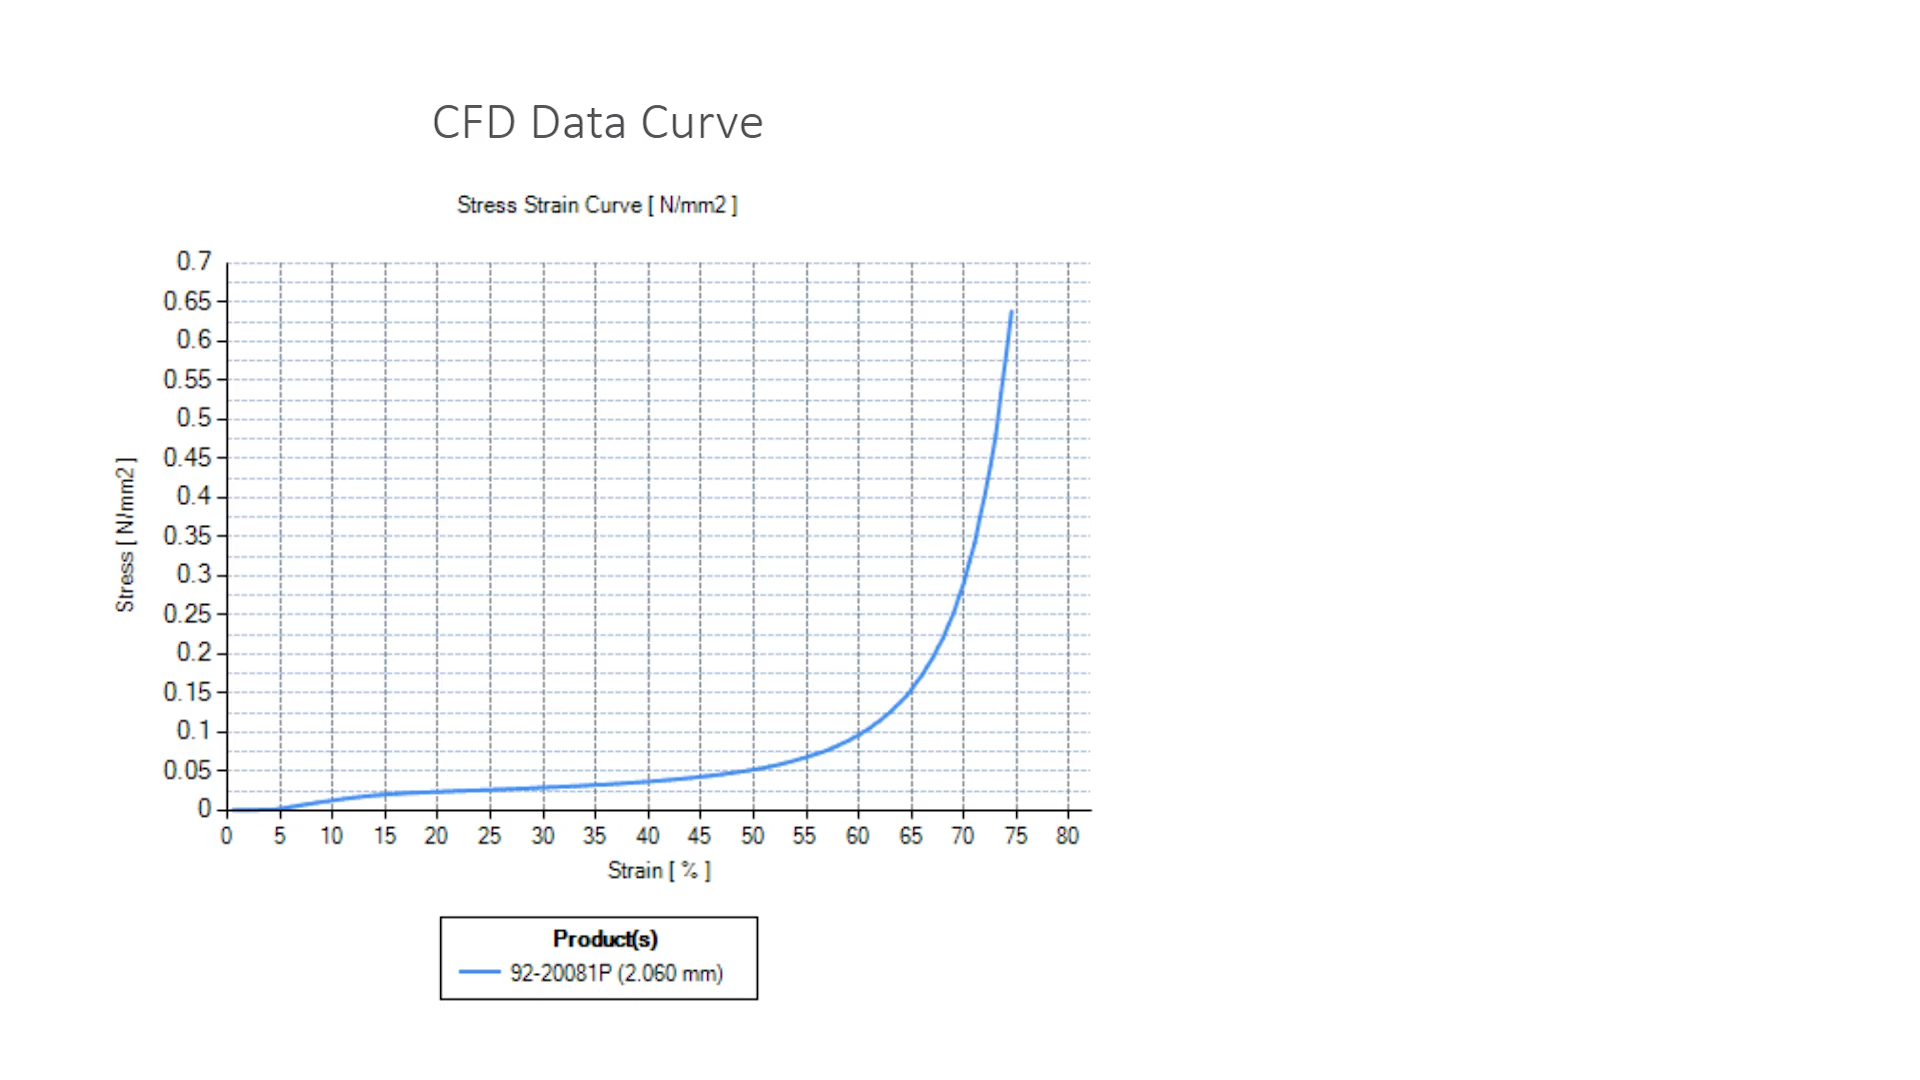 CFD Data Curve
Stress Strain Curve [ N/mm2 ]
0.7
0.65
0.6
0.55
0.5
0.45
0.4
0.35
0.3
0.25
0.2
0.15
0.1
0.05
0
Stress [ N/mm2 ]
0 5 10 15 20 25 30 35 40 45 50 55 60 65 70 75 80
Strain [ % ]
Product(s)
92-20081P (2.060 mm)